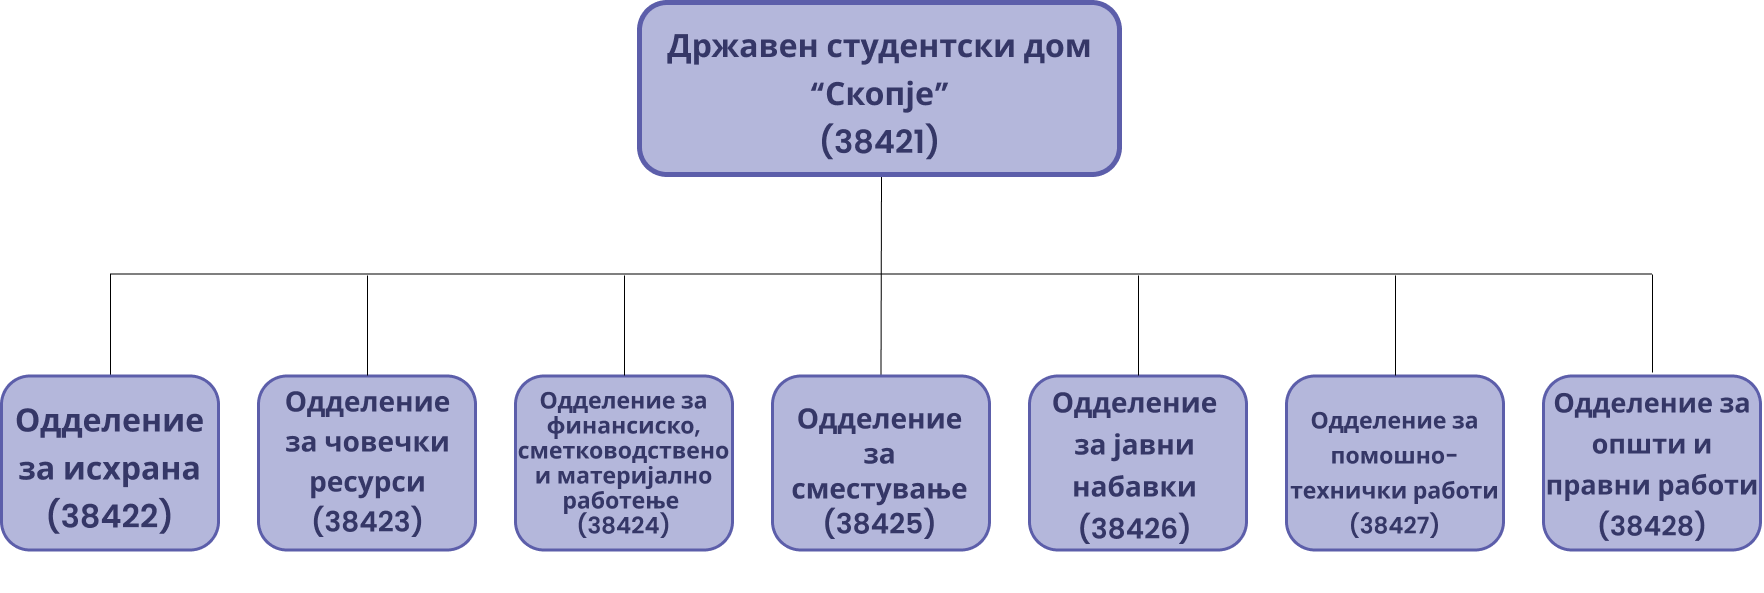 Државен студентски дом
“Скопје”
(38421)
Одделение
за исхрана
(38422)
Одделение
за човечки
ресурси
(38423)
Одделение за
финансиско,
сметководствено
и материјално
работење
(38424)
Одделение
за
сместување
(38425)
Одделение
за јавни
набавки
(38426)
Одделение за
помошно-
технички работи
(38427)
Одделение за
општи и
правни работи
(38428)